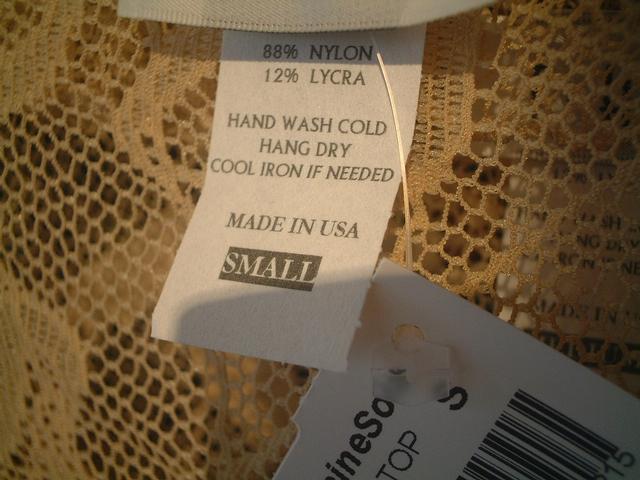 88% NYLON
12% LYCRA
HAND WASH COLD
HANG DRY
COOL IRON IF NEEDED
MADE IN USA
SMALL
S
TOP